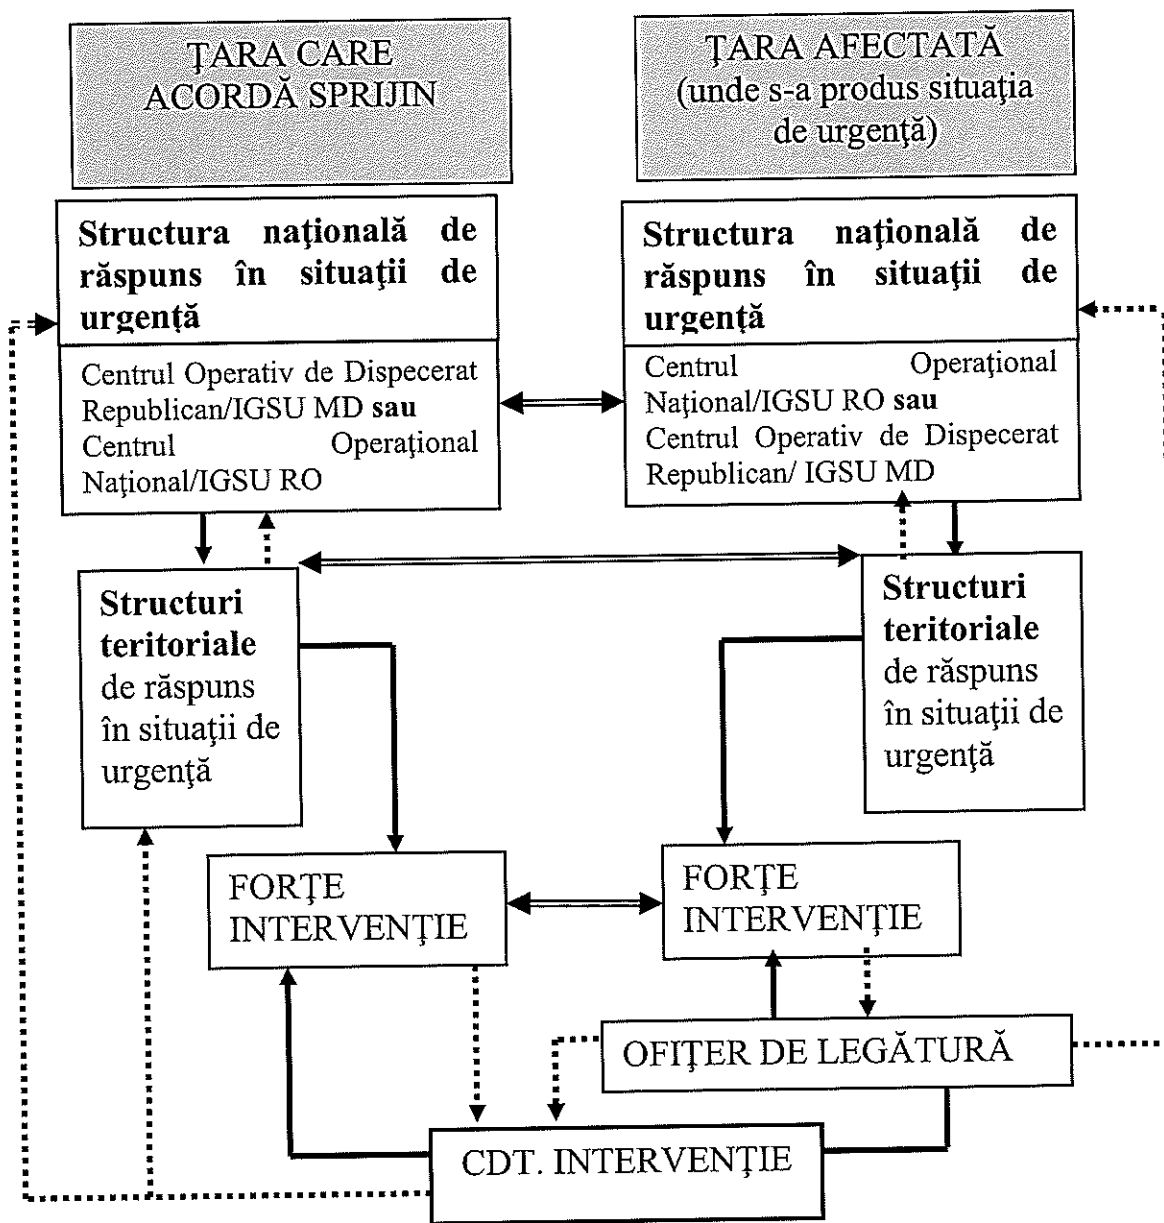 ŢARA CARE
ACORDĂ SPRIJIN
ŢARA AFECTATĂ
(unde s-a produs situaţia
de urgenţă)
Structura naţională de
răspuns în situaţii de
urgenţă
Centrul Operativ de Dispecerat
Republican/IGSU MD sau
Centrul Operaţional
Naţional/IGSU RO
Structura naţională de
răspuns în situaţii de
urgenţă
Centrul Operaţional
Naţional/IGSU RO sau
Centrul Operativ de Dispecerat
Republican/ IGSU MD
Structuri
teritoriale
de răspuns
în situaţii de
urgenţă
Structuri
teritoriale
de răspuns
în situaţii de
urgenţă
FORŢE
INTERVENŢIE
FORŢE
INTERVENŢIE
OFIŢER DE LEGĂTURĂ
CDT. INTERVENŢIE